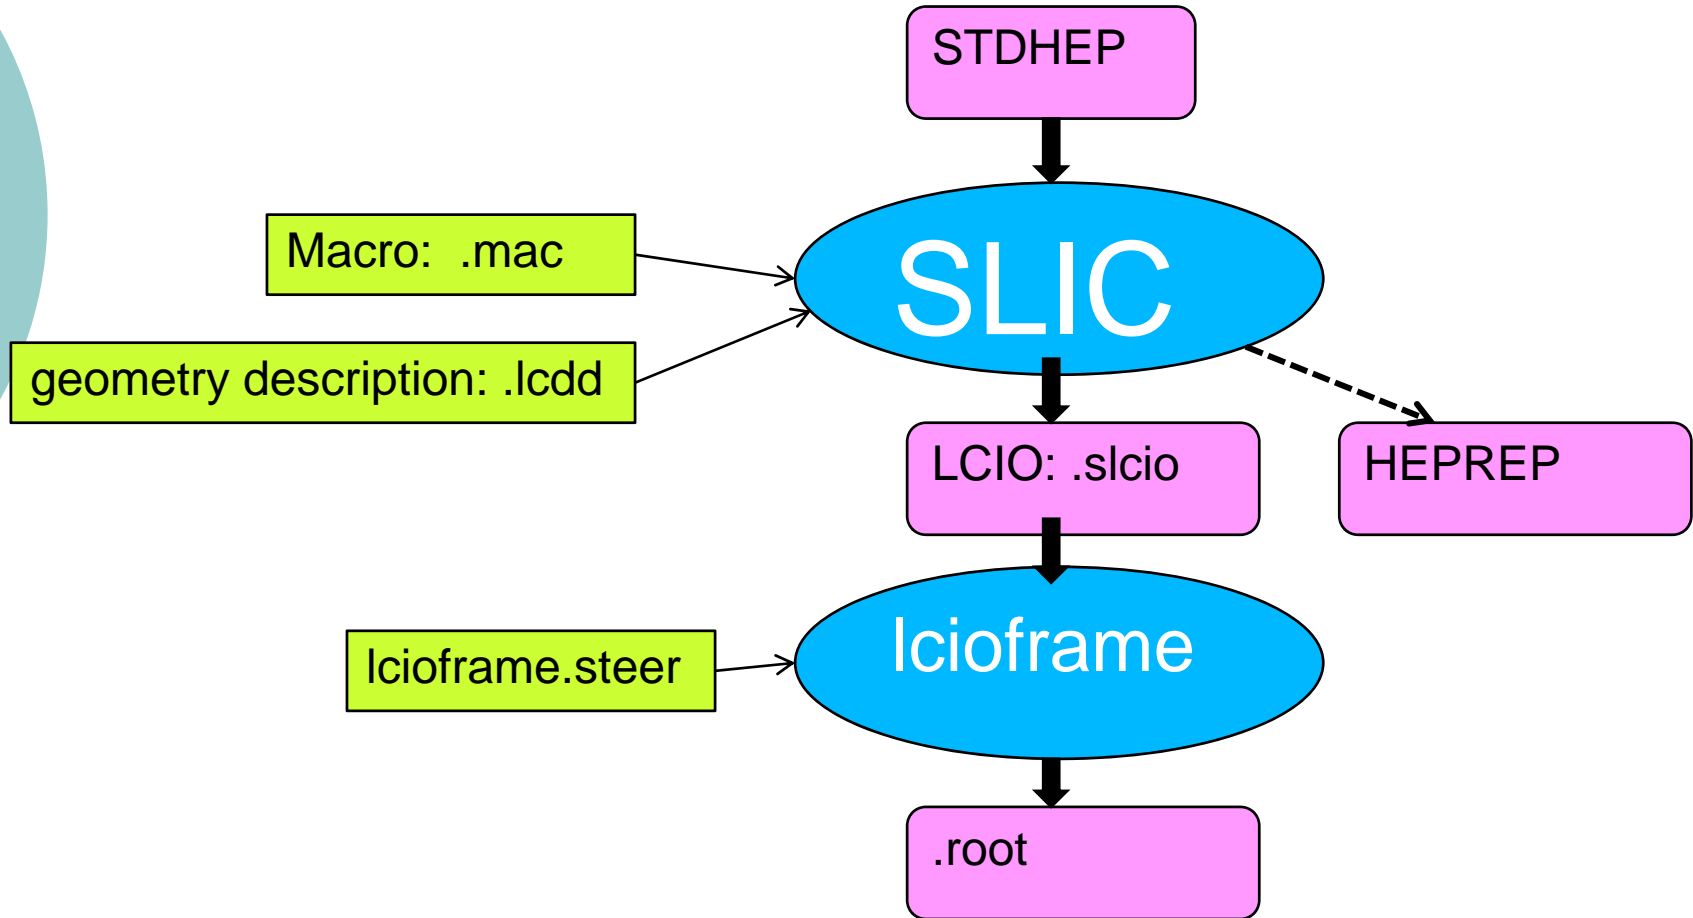 STDHEP
Macro:  .mac
SLIC
geometry description: .lcdd
LCIO: .slcio
HEPREP
lcioframe.steer
lcioframe
.root